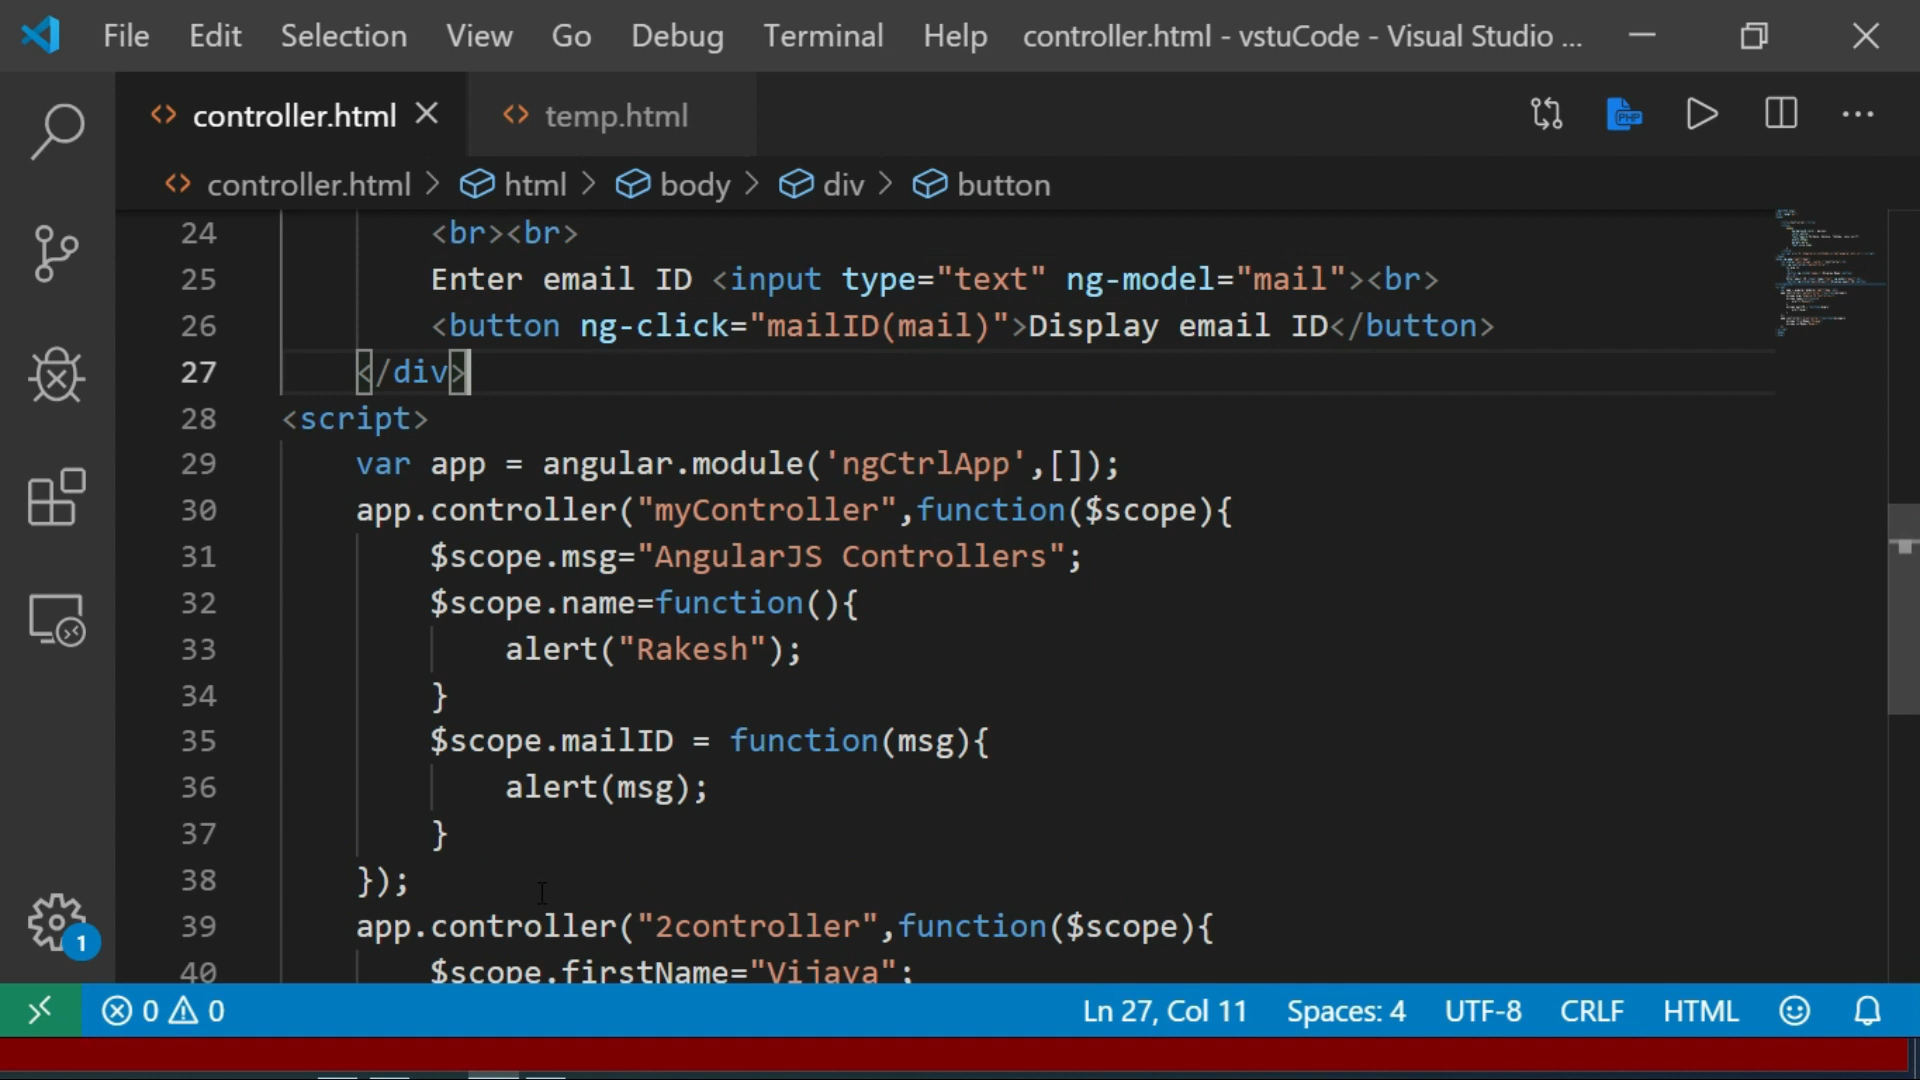 File Edit Selection View Go Debug Terminal Help controller.html - vstuCode - Visual Studio ...
controller.html temp.html
controller.html > html > body > div > button
24 <br><br>
25 Enter email ID <input type="text" ng-model="mail"><br>
26 <button ng-click="mailID(mail)">Display email ID</button>
27 </div>
28 <script>
29 var app = angular.module('ngCtrlApp',[]);
30 app.controller("myController",function($scope){
31 $scope.msg="AngularJS Controllers";
32 $scope.name=function(){
33 alert("Rakesh");
34 }
35 $scope.mailID = function(msg){
36 alert(msg);
37 }
38 });
39 app.controller("2controller",function($scope){
40 $scope.firstName="Vijaya";
1
0 0 Ln 27, Col 11 Spaces: 4 UTF-8 CRLF HTML